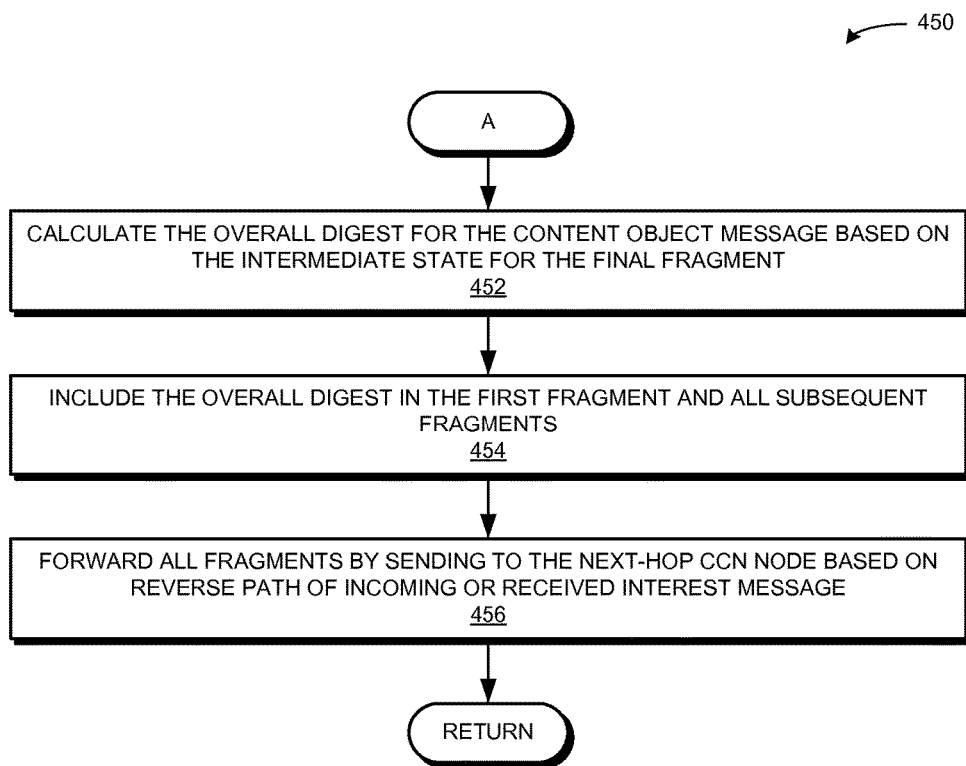 450
A
CALCULATE THE OVERALL DIGEST FOR THE CONTENT OBJECT MESSAGE BASED ON
THE INTERMEDIATE STATE FOR THE FINAL FRAGMENT
452
INCLUDE THE OVERALL DIGEST IN THE FIRST FRAGMENT AND ALL SUBSEQUENT
FRAGMENTS
454
FORWARD ALL FRAGMENTS BY SENDING TO THE NEXT-HOP CCN NODE BASED ON
REVERSE PATH OF INCOMING OR RECEIVED INTEREST MESSAGE
456
RETURN